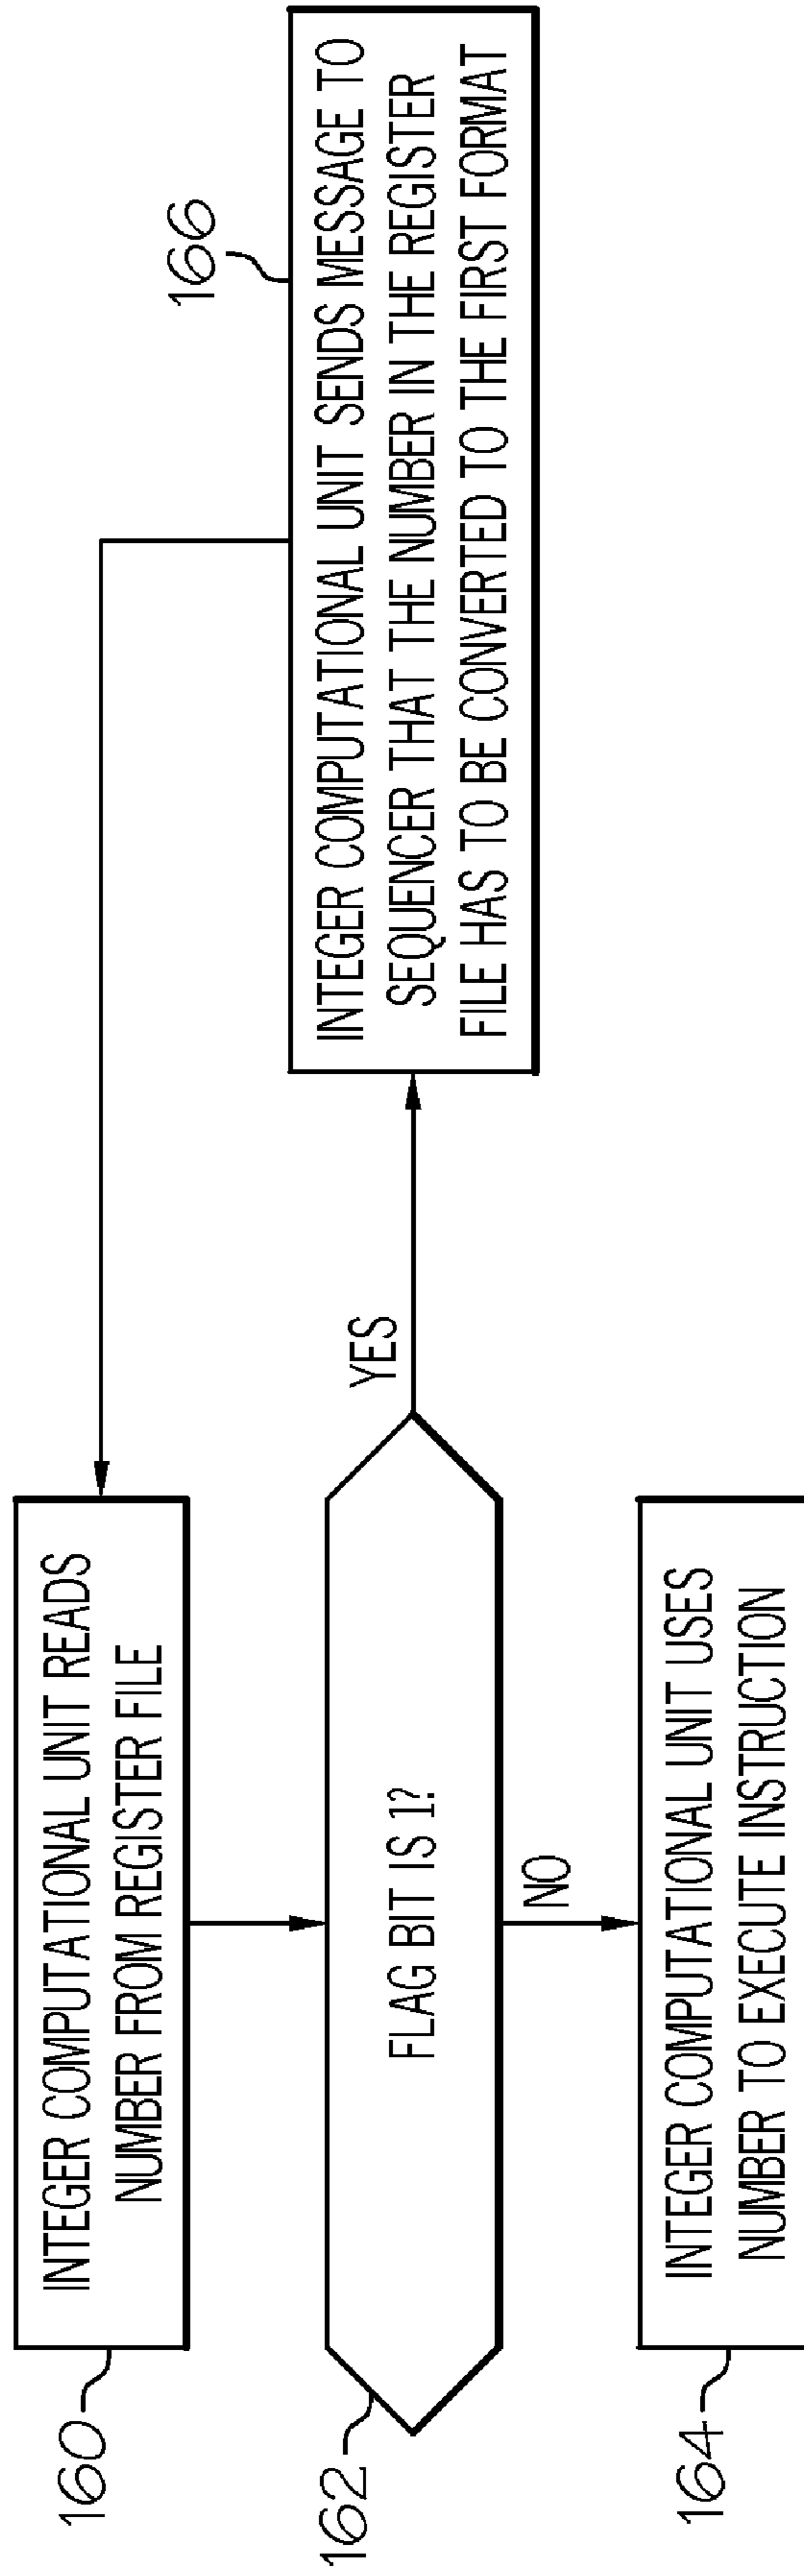 160
INTEGER COMPUTATIONAL UNIT READS
NUMBER FROM REGISTER FILE
162
FLAG BIT IS 1?
YES
NO
166
INTEGER COMPUTATIONAL UNIT SENDS MESSAGE TO
SEQUENCER THAT THE NUMBER IN THE REGISTER
FILE HAS TO BE CONVERTED TO THE FIRST FORMAT
164
INTEGER COMPUTATIONAL UNIT USES
NUMBER TO EXECUTE INSTRUCTION